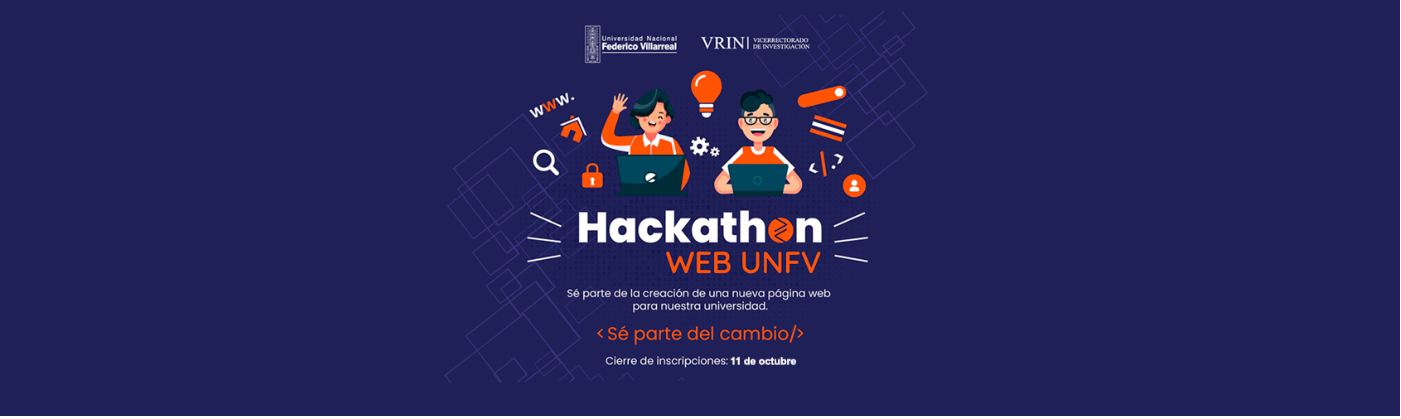 Universidad Nacional
Federico Villarreal
VRIN VICERRECTORADO
DE INVESTIGACIÓN
www.
Hackathon
WEB UNFV
Sé parte de la creación de una nueva página web
para nuestra universidad.
<Sé parte del cambio/>
Cierre de inscripciones: 11 de octubre